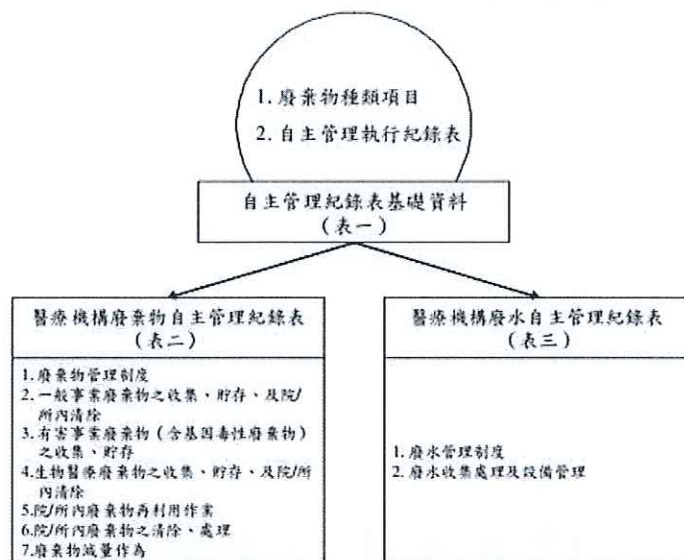 1. 廢棄物種類項目
2. 自主管理執行紀錄表
自主管理紀錄表基礎資料
(表一)
醫療機構廢棄物自主管理紀錄表
(表二)
1.廢棄物管理制度
2.一般事業廢棄物之收集、貯存、及院/
所內清除
3.有害事業廢棄物(含基因毒性廢棄物)
之收集、貯存
4.生物醫療廢棄物之收集、貯存、及院/所
內清除
5.院/所內廢棄物再利用作業
6.院/所內廢棄物之清除、處理
7.廢棄物減量作為
醫療機構廢水自主管理紀錄表
(表三)
1. 廢水管理制度
2. 廢水收集處理及設備管理